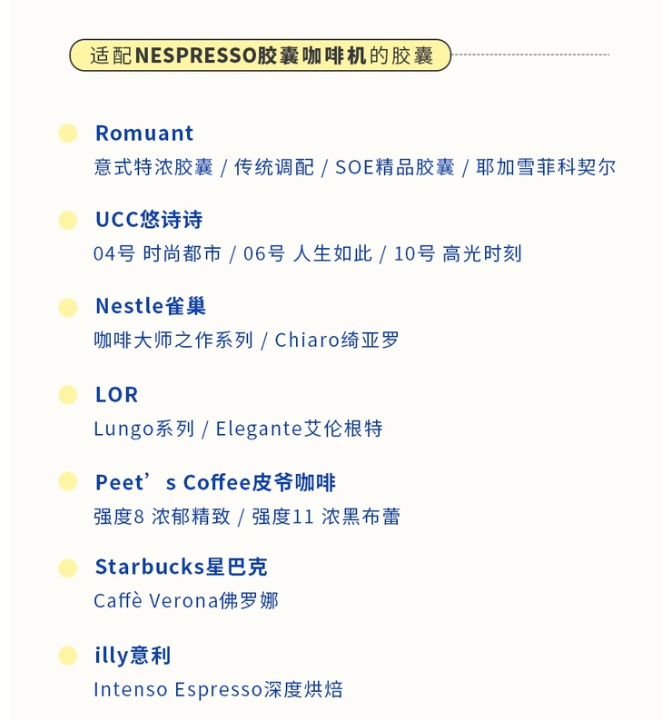 适配NESPRESSO胶囊咖啡机的胶囊
Romuant
意式特浓胶囊 / 传统调配 / SOE精品胶囊 / 耶加雪菲科契尔
UCC悠诗诗
04号 时尚都市 / 06号 人生如此 / 10号 高光时刻
Nestle雀巢
咖啡大师之作系列 / Chiaro绮亚罗
LOR
Lungo系列 / Elegante艾伦根特
Peet’s Coffee皮爷咖啡
强度8 浓郁精致 / 强度11 浓黑布蕾
Starbucks星巴克
Caffè Verona佛罗娜
illy意利
Intenso Espresso深度烘焙